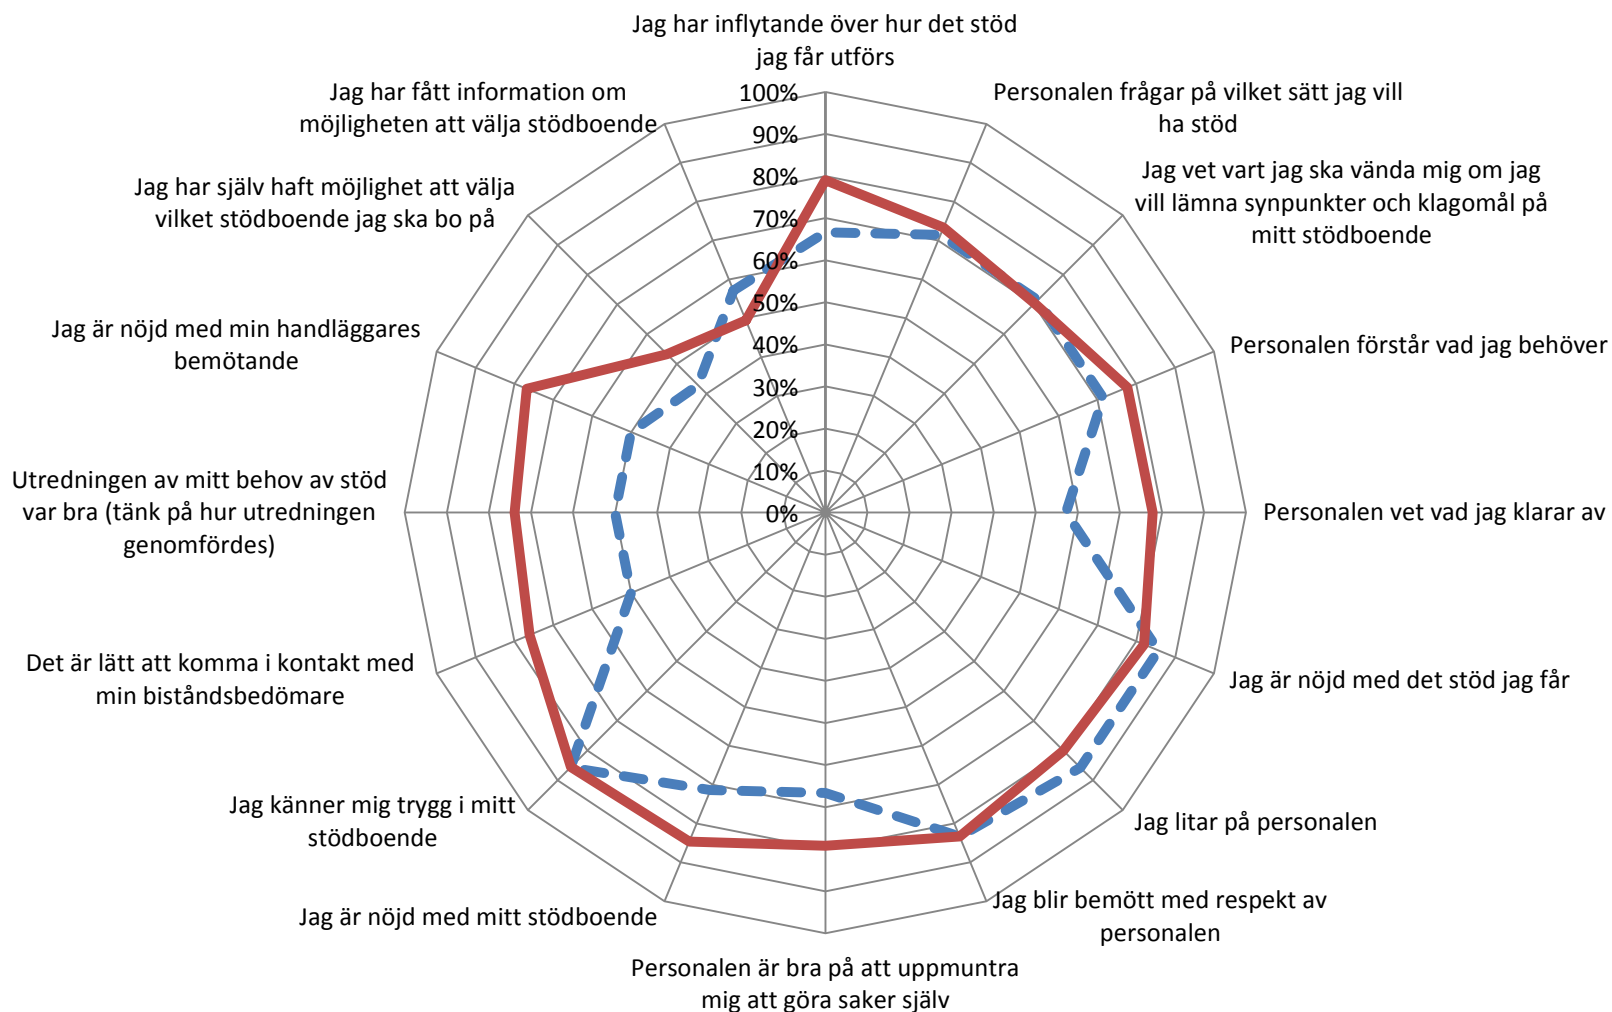 Jag har inflytande över hur det stöd
jag får utförs
Personalen frågar på vilket sätt jag vill
ha stöd
Jag vet vart jag ska vända mig om jag
vill lämna synpunkter och klagomål på
mitt stödboende
Personalen förstår vad jag behöver
Personalen vet vad jag klarar av
Jag är nöjd med det stöd jag får
Jag litar på personalen
Jag blir bemött med respekt av
personalen
Personalen är bra på att uppmuntra
mig att göra saker själv
Jag är nöjd med mitt stödboende
Jag känner mig trygg i mitt
stödboende
Det är lätt att komma i kontakt med
min biståndsbedömare
Utredningen av mitt behov av stöd
var bra (tänk på hur utredningen
genomfördes)
Jag är nöjd med min handläggares
bemötande
Jag har själv haft möjlighet att välja
vilket stödboende jag ska bo på
Jag har fått information om
möjligheten att välja stödboende
100%
90%
80%
70%
60%
50%
40%
30%
20%
10%
0%